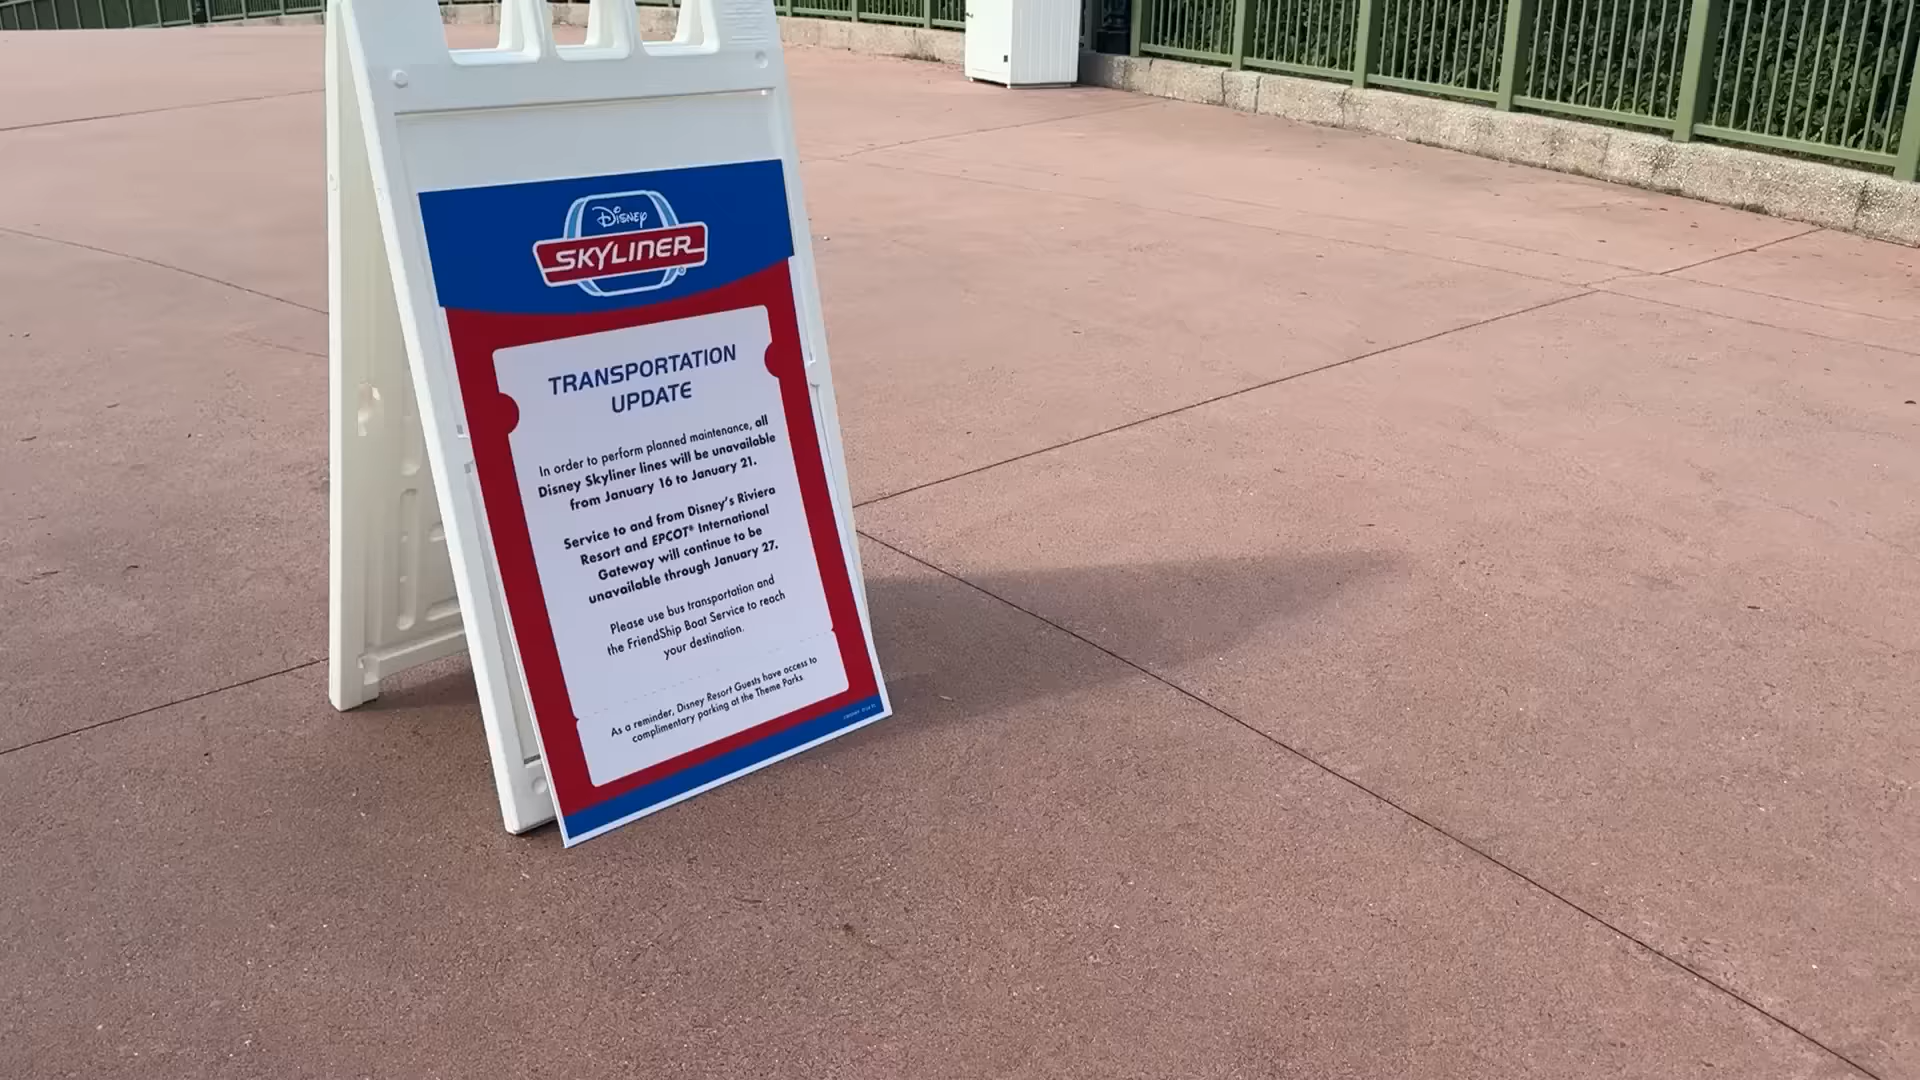 Disney
SKYLINER
TRANSPORTATION
UPDATE
In order to perform planned maintenance, all
Disney Skyliner lines will be unavailable
from January 16 to January 21.
Service to and from Disney's Riviera
Resort and EPCOT® International
Gateway will continue to be
unavailable through January 27.
Please use bus transportation and
the FriendShip Boat Service to reach
your destination.
As a reminder, Disney Resort Guests have access to
complimentary parking at the Theme Parks